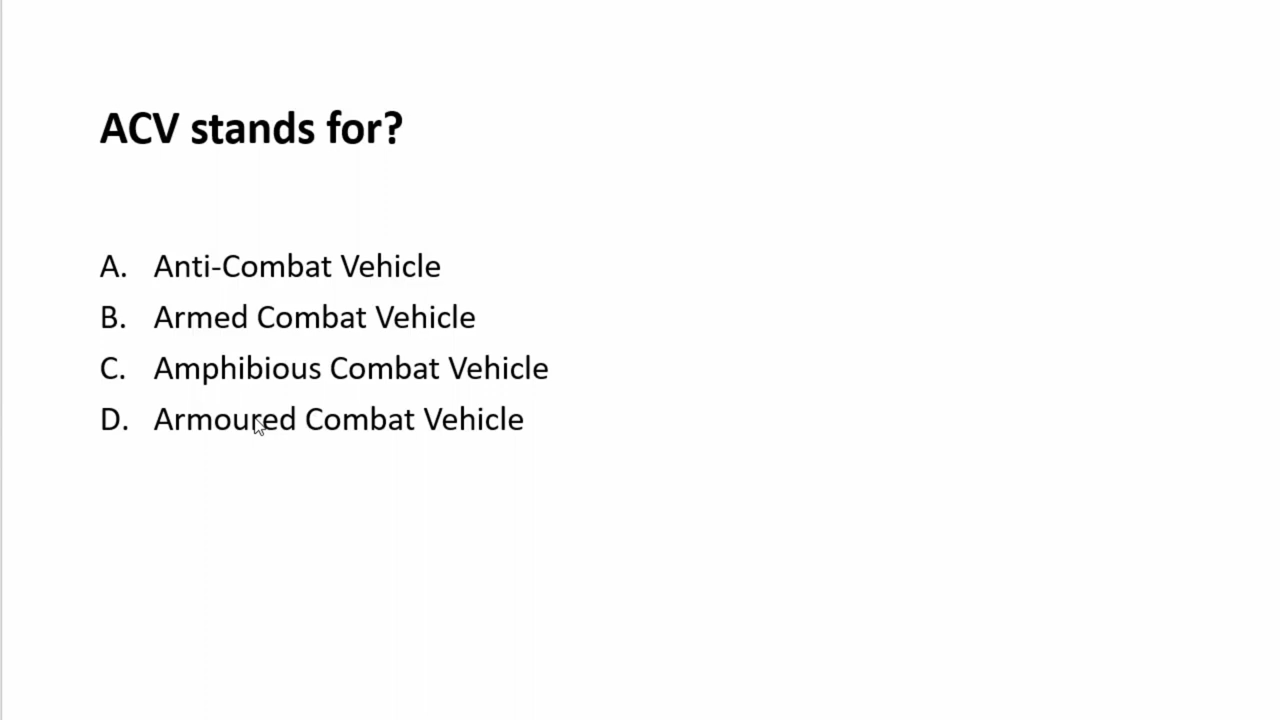 ACV stands for?
A. Anti-Combat Vehicle
B. Armed Combat Vehicle
C. Amphibious Combat Vehicle
D. Armoured Combat Vehicle